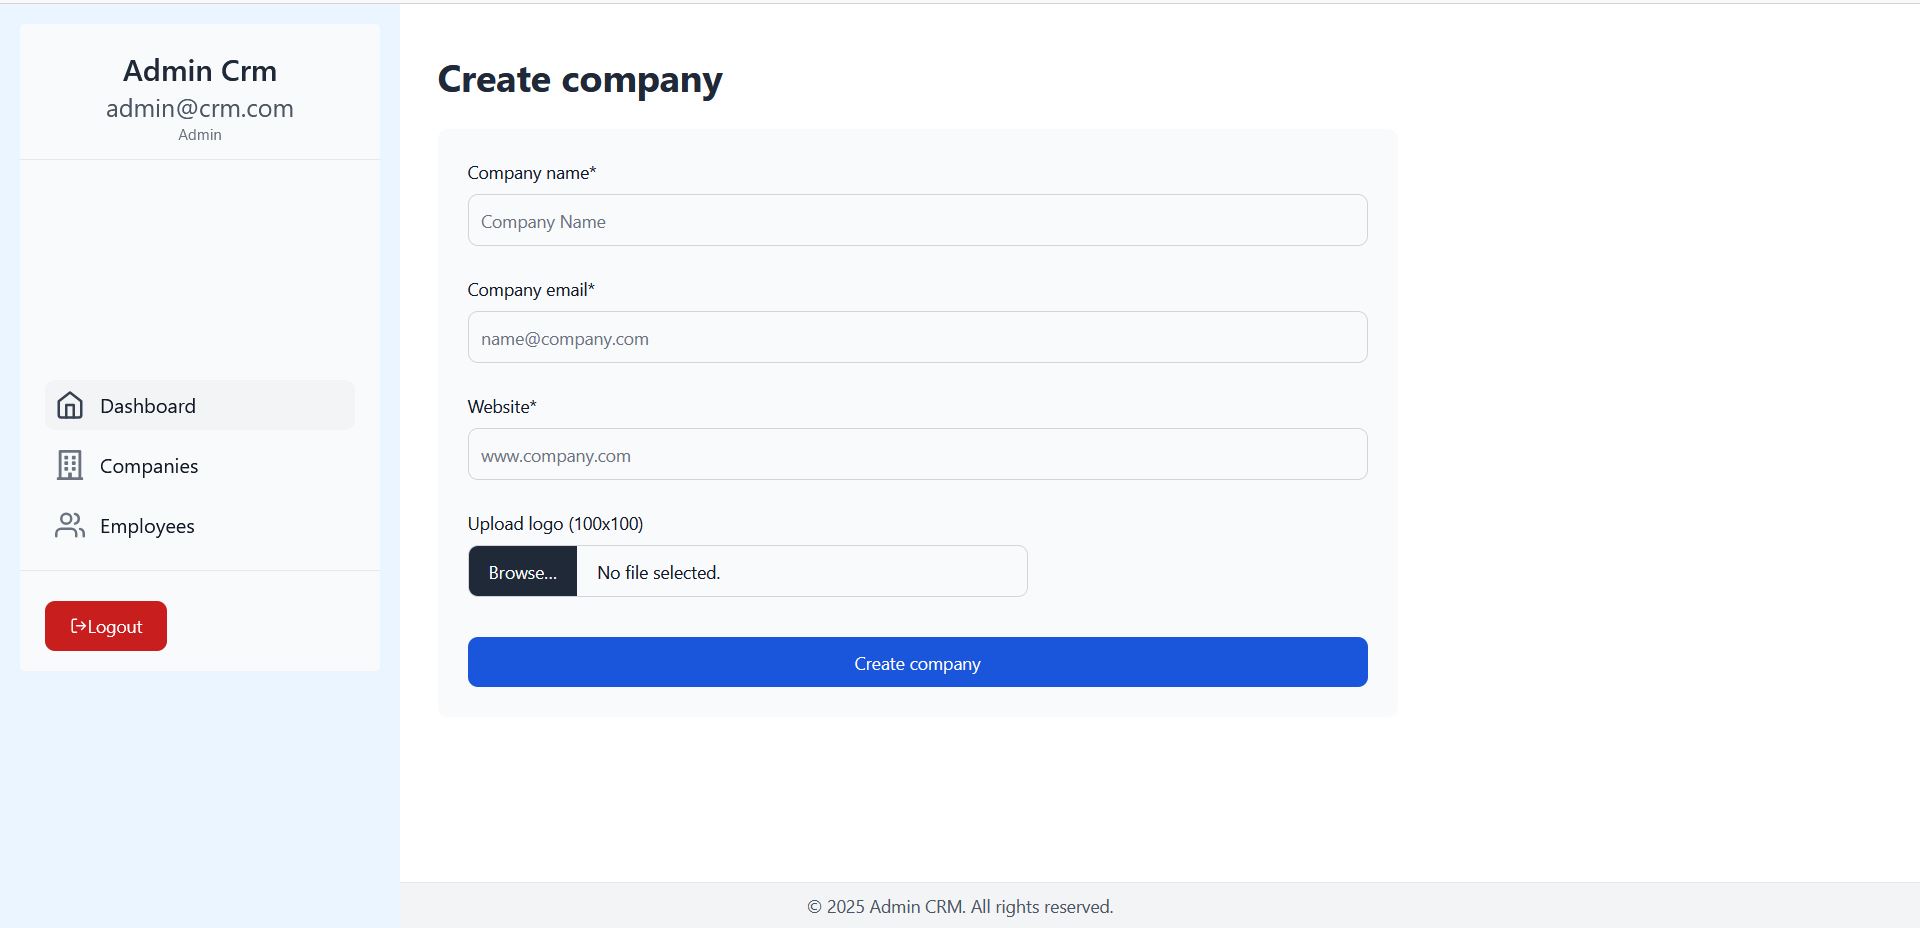 Admin Crm
admin@crm.com
Admin
Dashboard
Companies
Employees
Logout
Create company
Company name*
Company Name
Company email*
name@company.com
Website*
www.company.com
Upload logo (100x100)
Browse... No file selected.
Create company
© 2025 Admin CRM. All rights reserved.